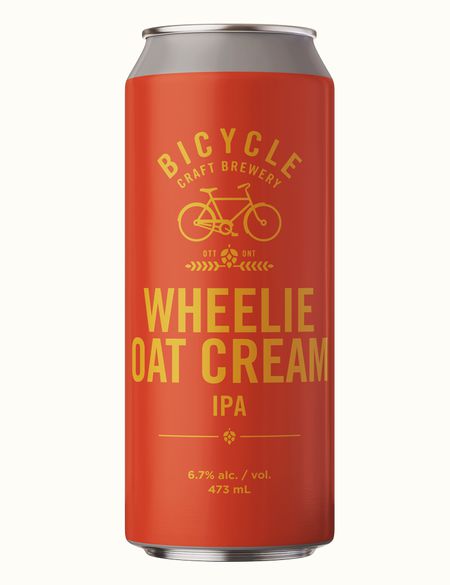 BICYCLE
CRAFT BREWERY
OTT ONT
WHEELIE
OAT CREAM
IPA
6.7% alc. / vol.
473 mL